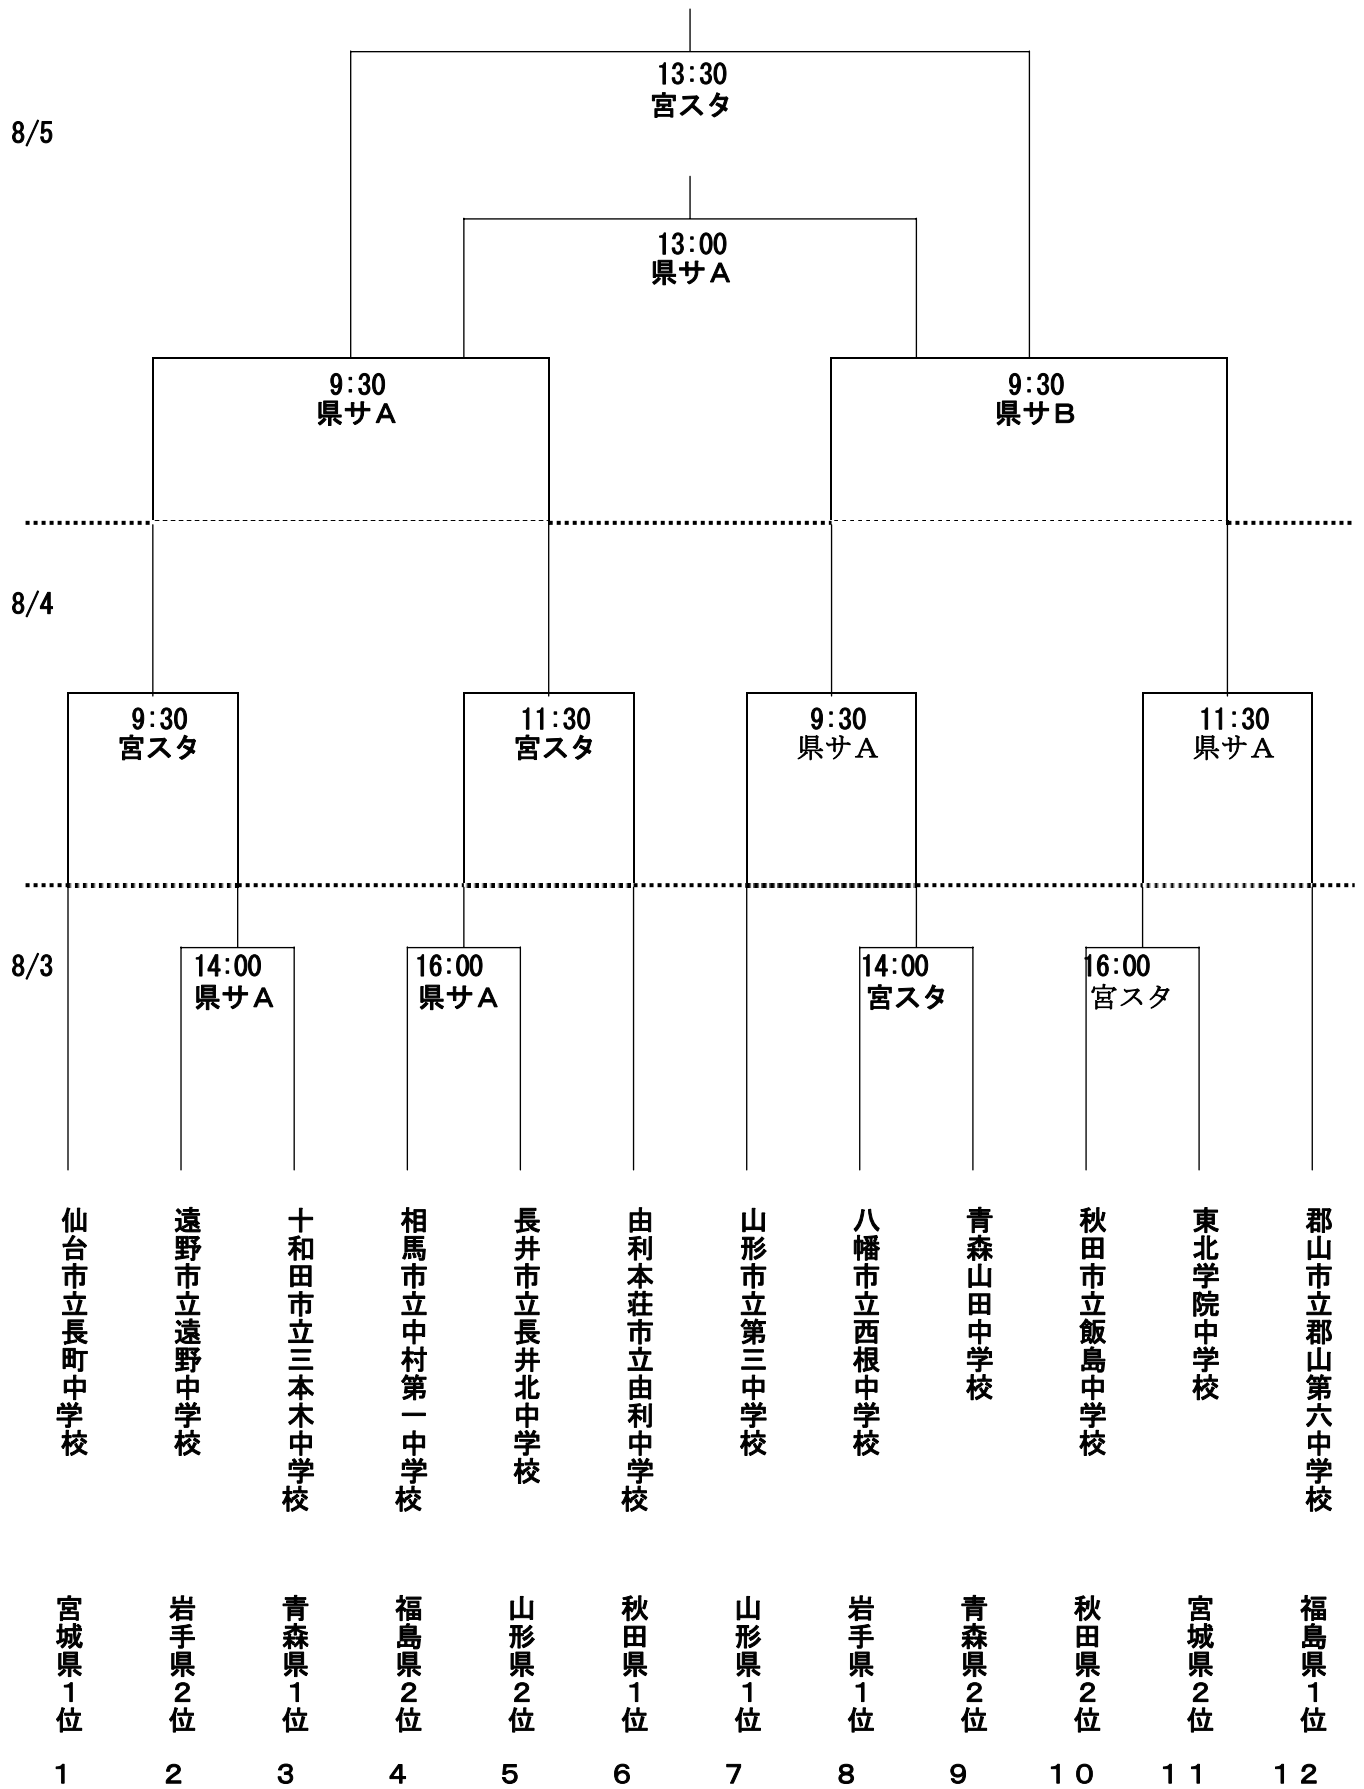 13:30
宮スタ
8/5
13:00
県サＡ
9:30
県サＡ
9:30
県サＢ
8/4
9:30
宮スタ
11:30
宮スタ
9:30
県サＡ
11:30
県サＡ
8/3
14:00
県サＡ
16:00
県サＡ
14:00
宮スタ
16:00
宮スタ
仙台市立長町中学校
遠野市立遠野中学校
十和田市立三本木中学校
相馬市立中村第一中学校
長井市立長井北中学校
由利本荘市立由利中学校
山形市立第三中学校
八幡市立西根中学校
青森山田中学校
秋田市立飯島中学校
東北学院中学校
郡山市立郡山第六中学校
宮城県１位
岩手県２位
青森県１位
福島県２位
山形県２位
秋田県１位
山形県１位
岩手県１位
青森県２位
秋田県２位
宮城県２位
福島県１位
１ ２ ３ ４ ５ ６ ７ ８ ９ １０ １１ １２